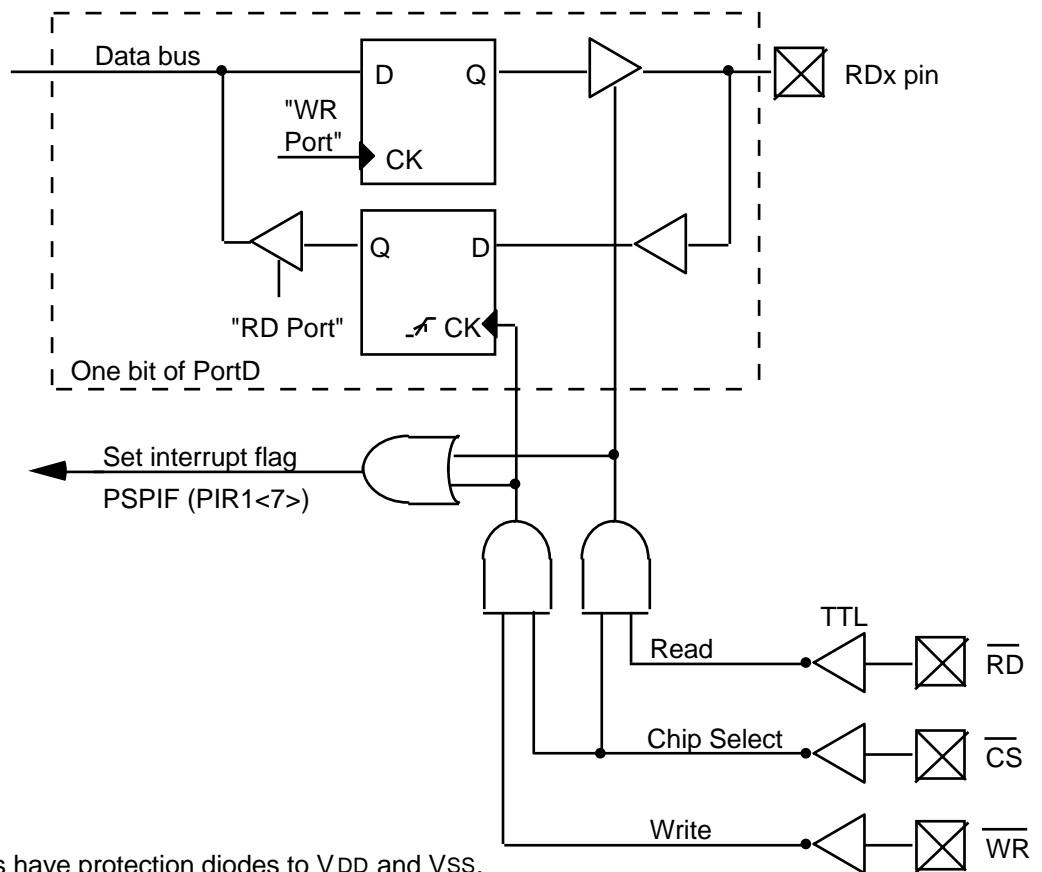 Data bus
D
Q
RDx pin
"WR
Port"
CK
Q
D
"RD Port"
CK
One bit of PortD
Set interrupt flag
PSPIF (PIR1<7>)
TTL
Read
RD
Chip Select
CS
Write
WR
have protection diodes to VDD and VSS.